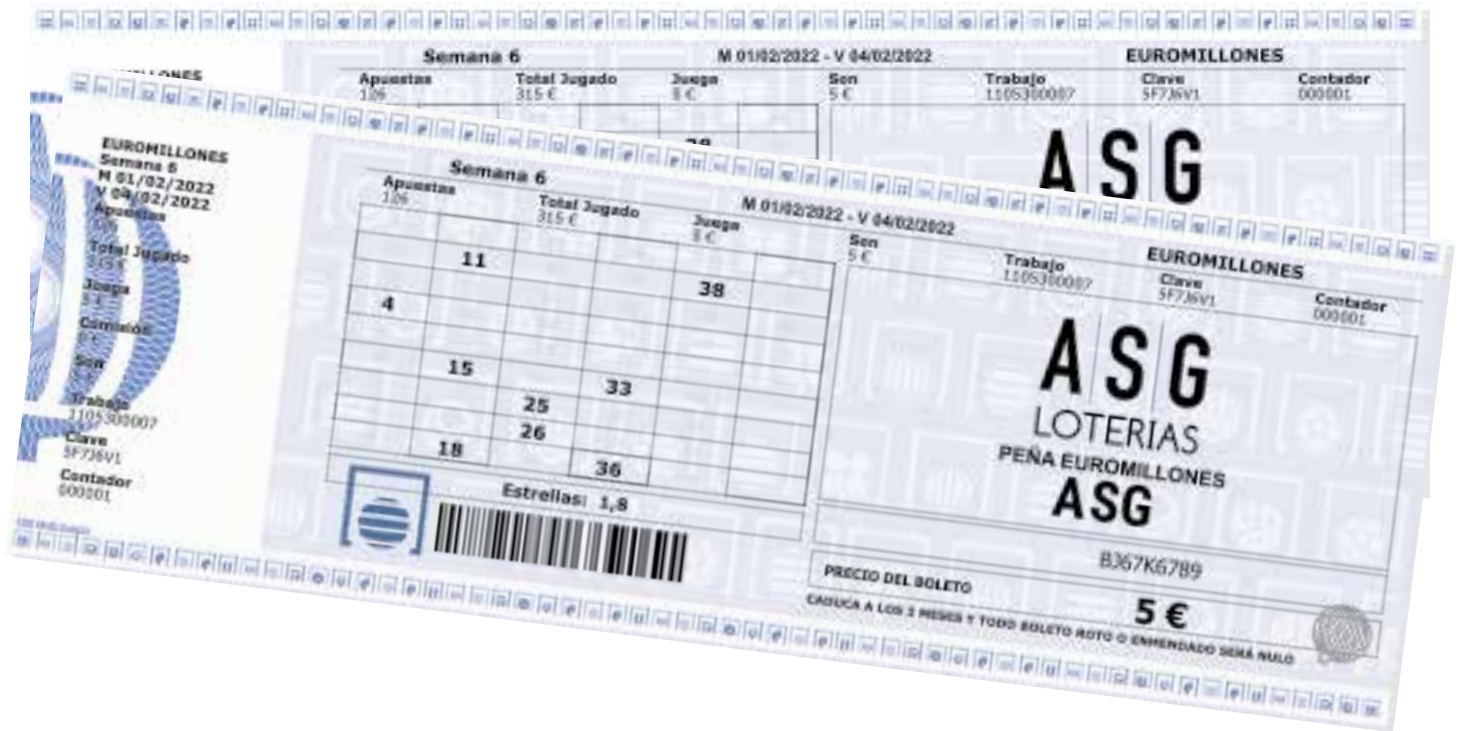 Semana 6 M 01/02/2022 - V 04/02/2022 EUROMILLONES
Apuestas Total Jugado Juega Son Trabajo Clave Contador
126 315 € 5 € 1105300007 5F7J6V1 000001
ASG
EUROMILLONES
Semana 6
M 01/02/2022
V 04/02/2022
Apuestas
126
Total Jugado
315 €
Juega
Comisión
Son
Trabajo
1105300007
Clave
5F7J6V1
Contador
000001
Semana 6 M 01/02/2022 - V 04/02/2022 EUROMILLONES
Apuestas Total Jugado Juega Son Trabajo Clave Contador
126 315 € 5 € 1105300007 5F7J6V1 000001
11
38
4
15
33
25
26
18
36
Estrellas: 1,8
ASG
LOTERIAS
PEÑA EUROMILLONES
ASG
BJ67K6789
PRECIO DEL BOLETO 5 €
CADUCA A LOS 3 MESES Y TODO BOLETO ROTO O ENMENDADO SERÁ NULO